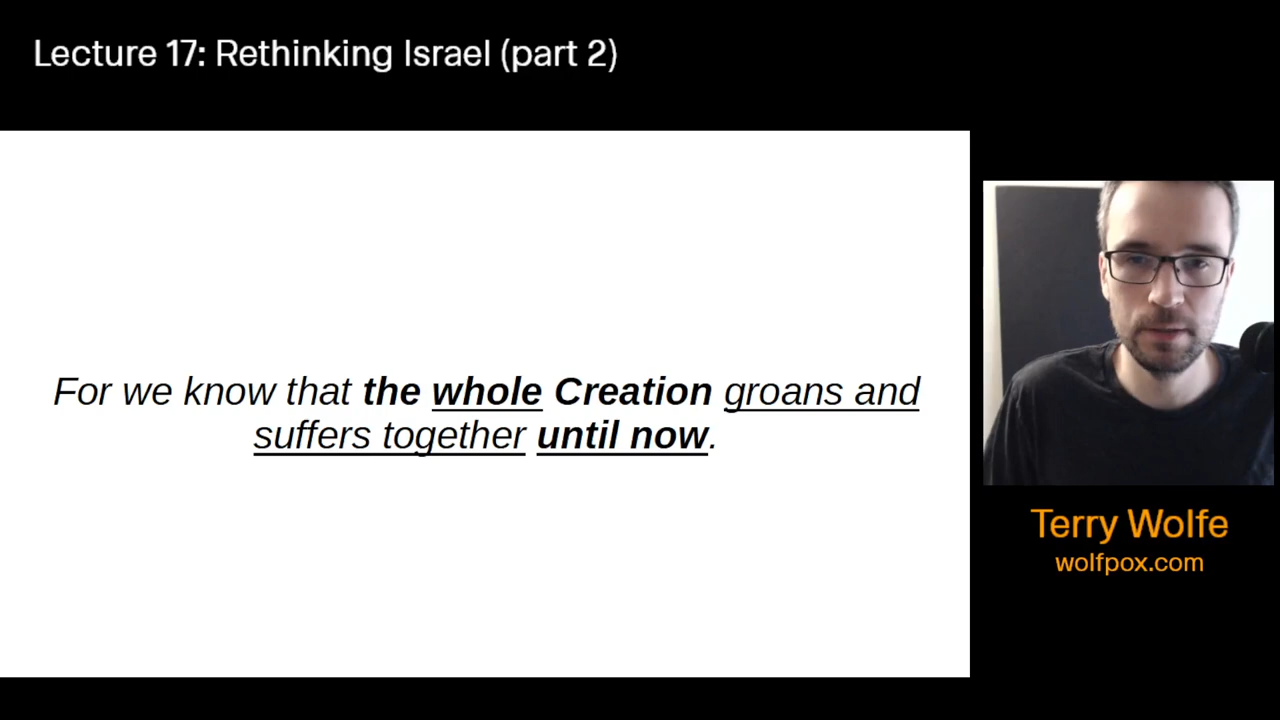 Lecture 17: Rethinking Israel (part 2)
For we know that the whole Creation groans and
suffers together until now.
Terry Wolfe
wolfpox.com